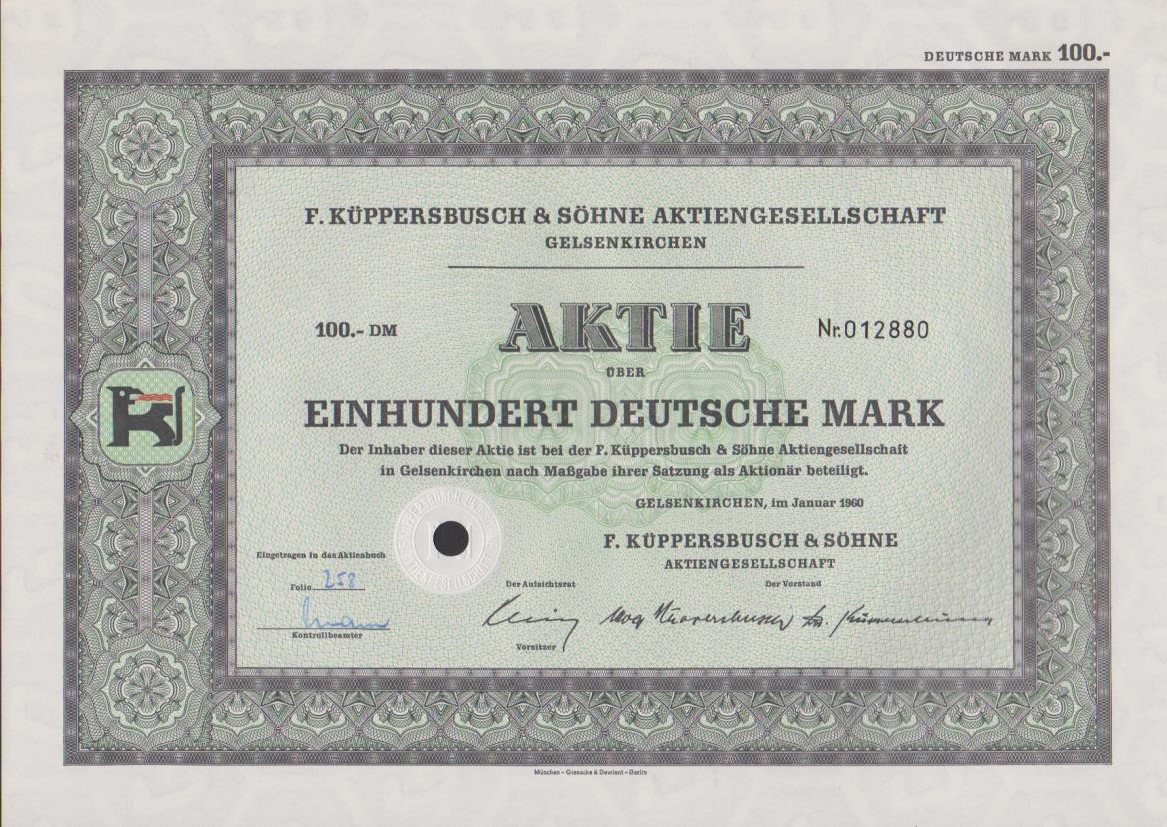 DEUTSCHE MARK 100.-
F. KÜPPERSBUSCH & SÖHNE AKTIENGESELLSCHAFT
GELSENKIRCHEN
100.- DM
AKTIE
Nr. 012880
ÜBER
EINHUNDERT DEUTSCHE MARK
Der Inhaber dieser Aktie ist bei der F. Küppersbusch & Söhne Aktiengesellschaft
in Gelsenkirchen nach Maßgabe ihrer Satzung als Aktionär beteiligt.
GELSENKIRCHEN, im Januar 1960
F. KÜPPERSBUSCH & SÖHNE
AKTIENGESELLSCHAFT
Eingetragen in das Aktienbuch
Folio 258
Kontrollbeamter
Der Aufsichtsrat
Vorsitzer
Der Vorstand
München – Giesecke & Devrient – Berlin